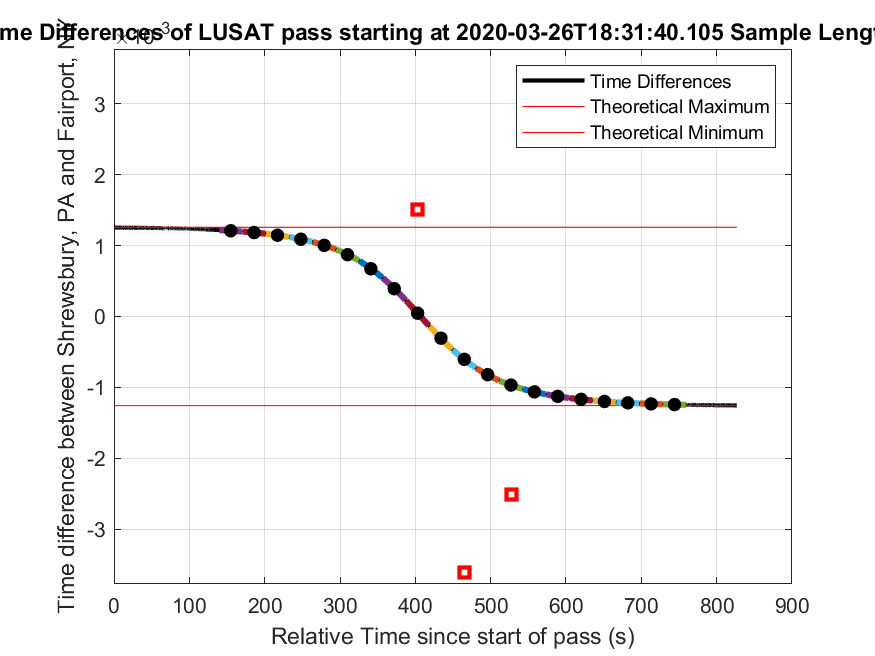 me Differences of LUSAT pass starting at 2020-03-26T18:31:40.105 Sample Lengt
×10-3
Time difference between Shrewsbury, PA and Fairport, NY
Time Differences
Theoretical Maximum
Theoretical Minimum
3
2
1
0
-1
-2
-3
0 100 200 300 400 500 600 700 800 900
Relative Time since start of pass (s)